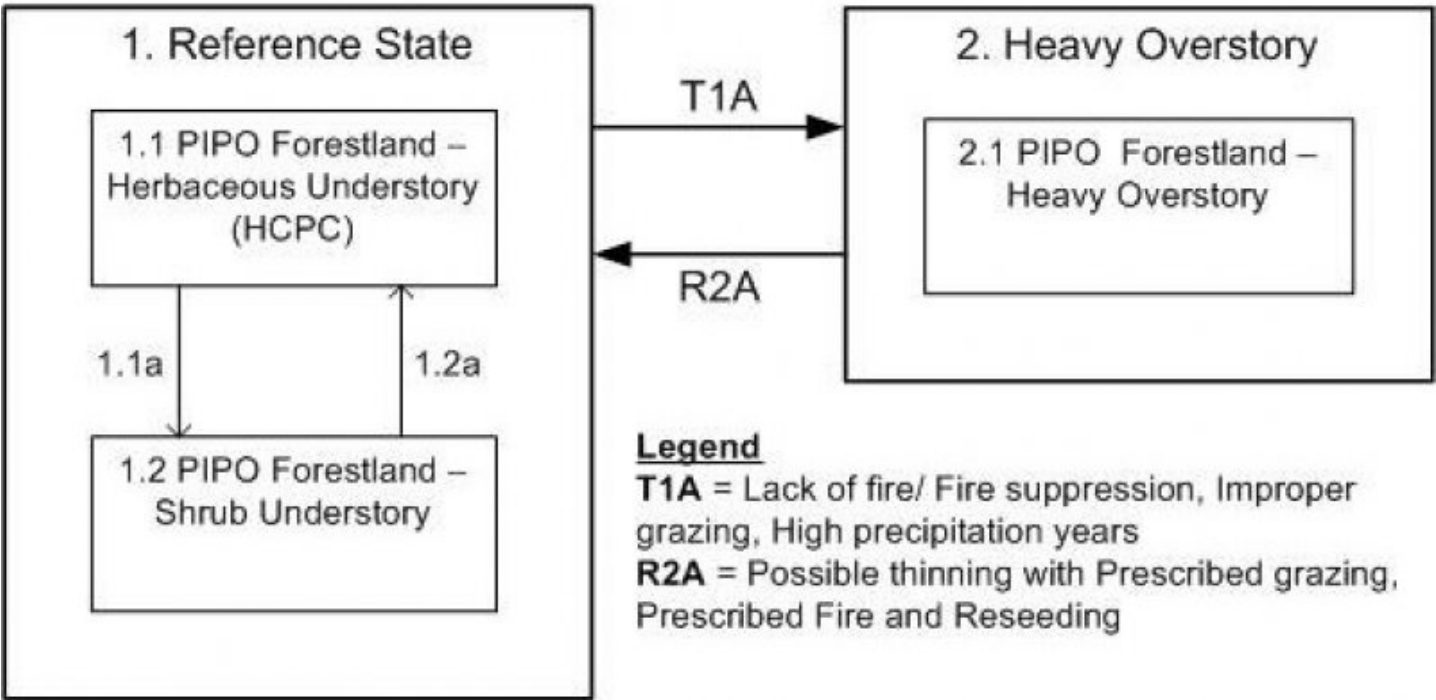 1. Reference State
1.1 PIPO Forestland –
Herbaceous Understory
(HCPC)
1.1a
1.2a
1.2 PIPO Forestland –
Shrub Understory
T1A
R2A
2. Heavy Overstory
2.1 PIPO Forestland –
Heavy Overstory
Legend
T1A = Lack of fire/ Fire suppression, Improper
grazing, High precipitation years
R2A = Possible thinning with Prescribed grazing,
Prescribed Fire and Reseeding